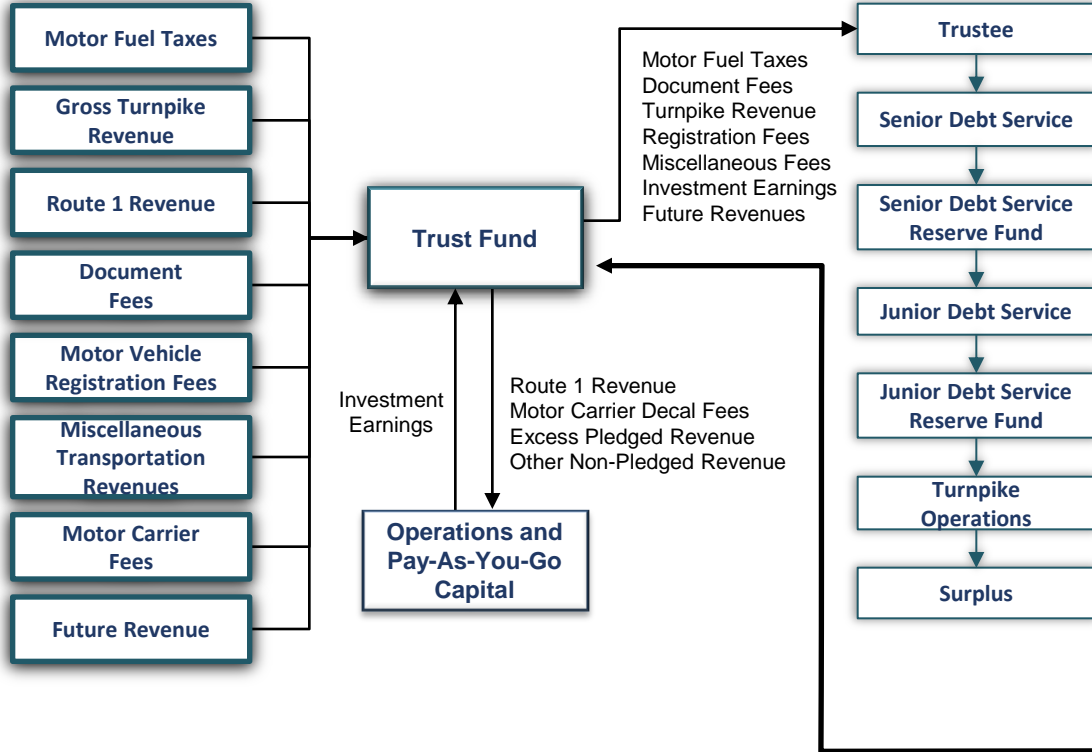 Motor Fuel Taxes
Gross Turnpike
Revenue
Route 1 Revenue
Document
Fees
Motor Vehicle
Registration Fees
Miscellaneous
Transportation
Revenues
Motor Carrier
Fees
Future Revenue
Trust Fund
Investment
Earnings
Route 1 Revenue
Motor Carrier Decal Fees
Excess Pledged Revenue
Other Non-Pledged Revenue
Operations and
Pay-As-You-Go
Capital
Motor Fuel Taxes
Document Fees
Turnpike Revenue
Registration Fees
Miscellaneous Fees
Investment Earnings
Future Revenues
Trustee
Senior Debt Service
Senior Debt Service
Reserve Fund
Junior Debt Service
Junior Debt Service
Reserve Fund
Turnpike
Operations
Surplus